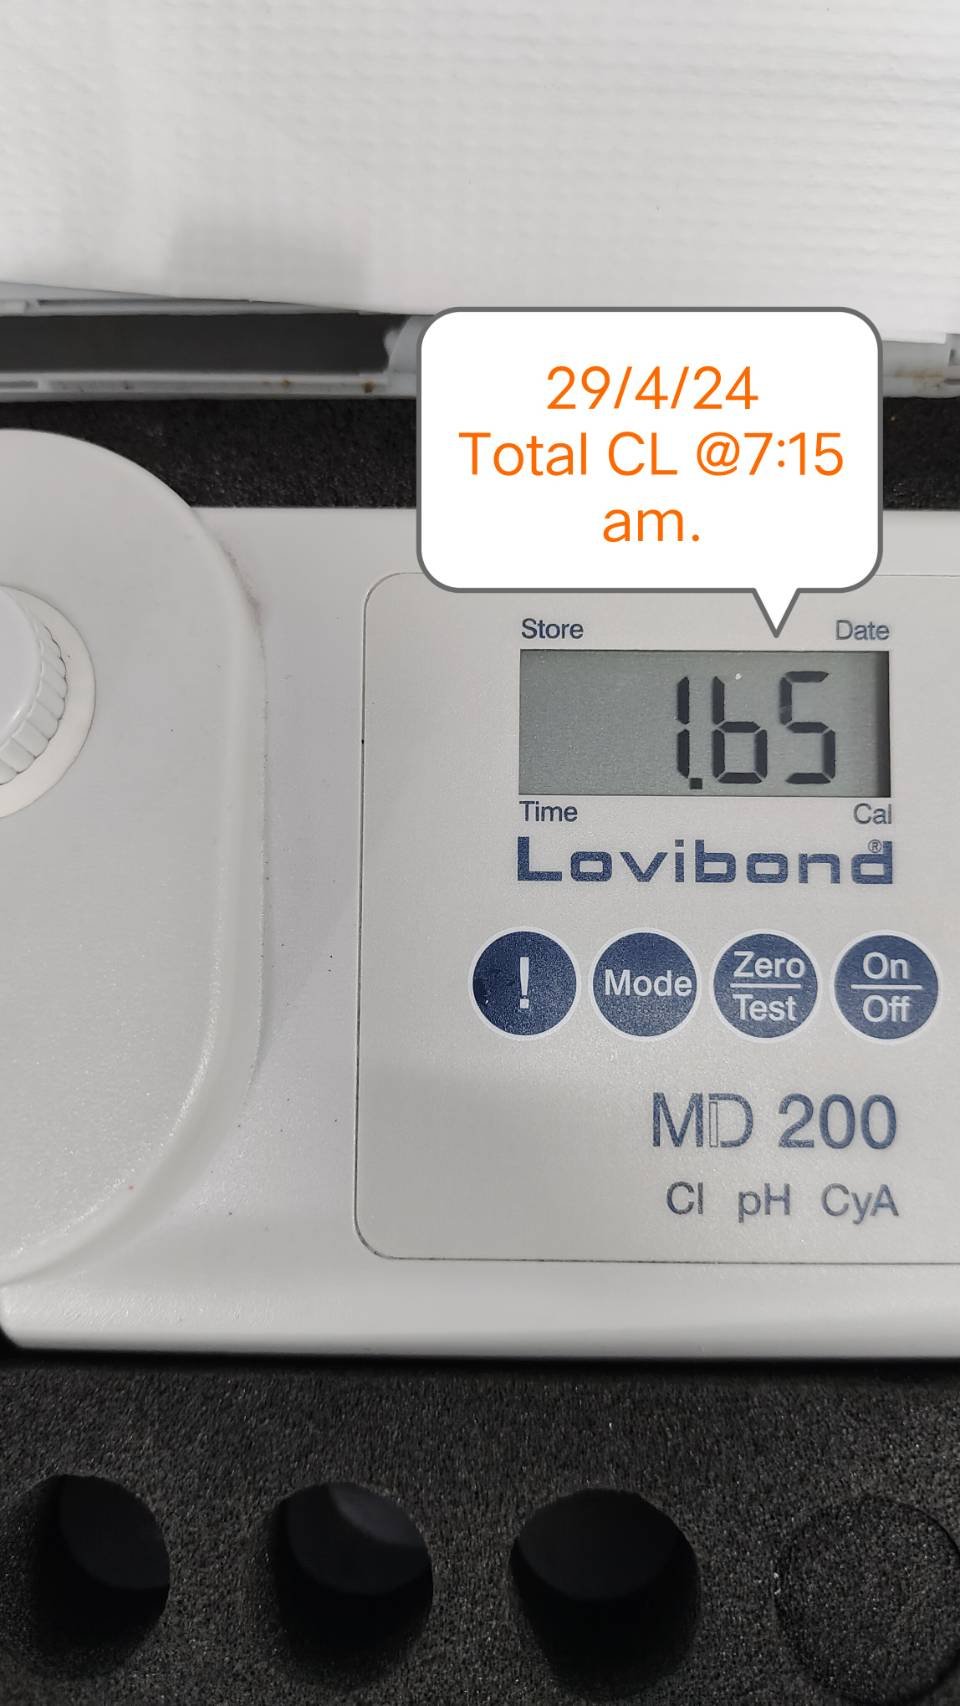 29/4/24
Total CL @7:15
am.
Store Date
1.65
Time Cal
Lovibond®
! Mode Zero Test On Off
MD 200
Cl pH CyA